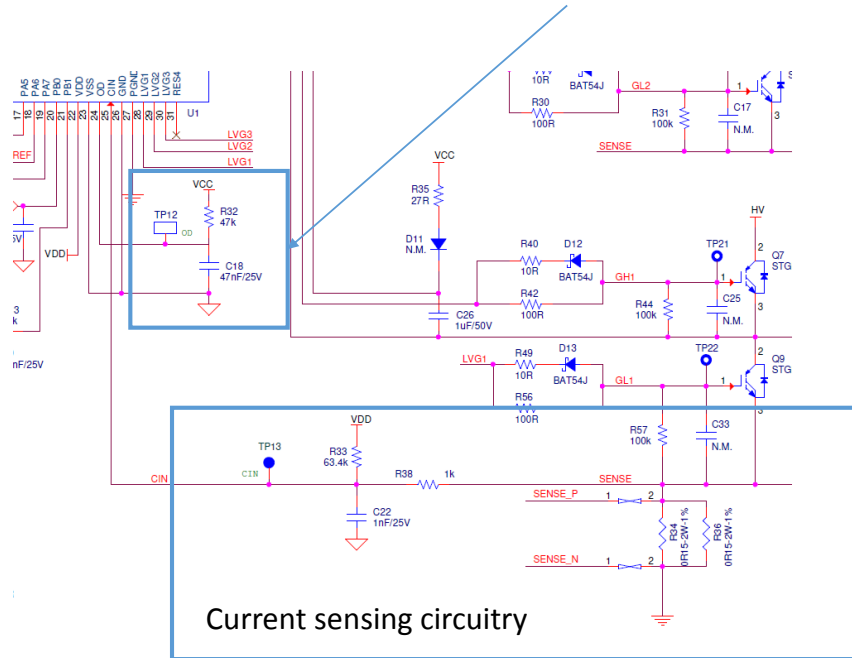 PA5
PA6
PA7
PB0
PB1
VDD
VSS
OD
CIN
GND
PGND
LVG1
LVG2
LVG3
RES4
17
18
19
20
21
22
23
24
25
26
27
28
29
30
31
U1
REF
LVG3
LVG2
LVG1
VCC
TP12
OD
R32
47k
C18
47nF/25V
VDD
nF/25V
R30
100R
BAT54J
GL2
1
R31
100k
C17
N.M.
3
SENSE
VCC
R35
27R
D11
N.M.
C26
1uF/50V
R40
10R
D12
BAT54J
R42
100R
GH1
R44
100k
TP21
C25
N.M.
HV
2
Q7
STG
1
3
LVG1
R49
10R
D13
BAT54J
R56
100R
GL1
TP22
1
2
Q9
STG
3
R57
100k
C33
N.M.
CIN
TP13
CIN
VDD
R33
63.4k
R38 1k
SENSE
C22
1nF/25V
SENSE_P 1 2
SENSE_N 1 2
R34
0R15-2W-1%
R36
0R15-2W-1%
Current sensing circuitry